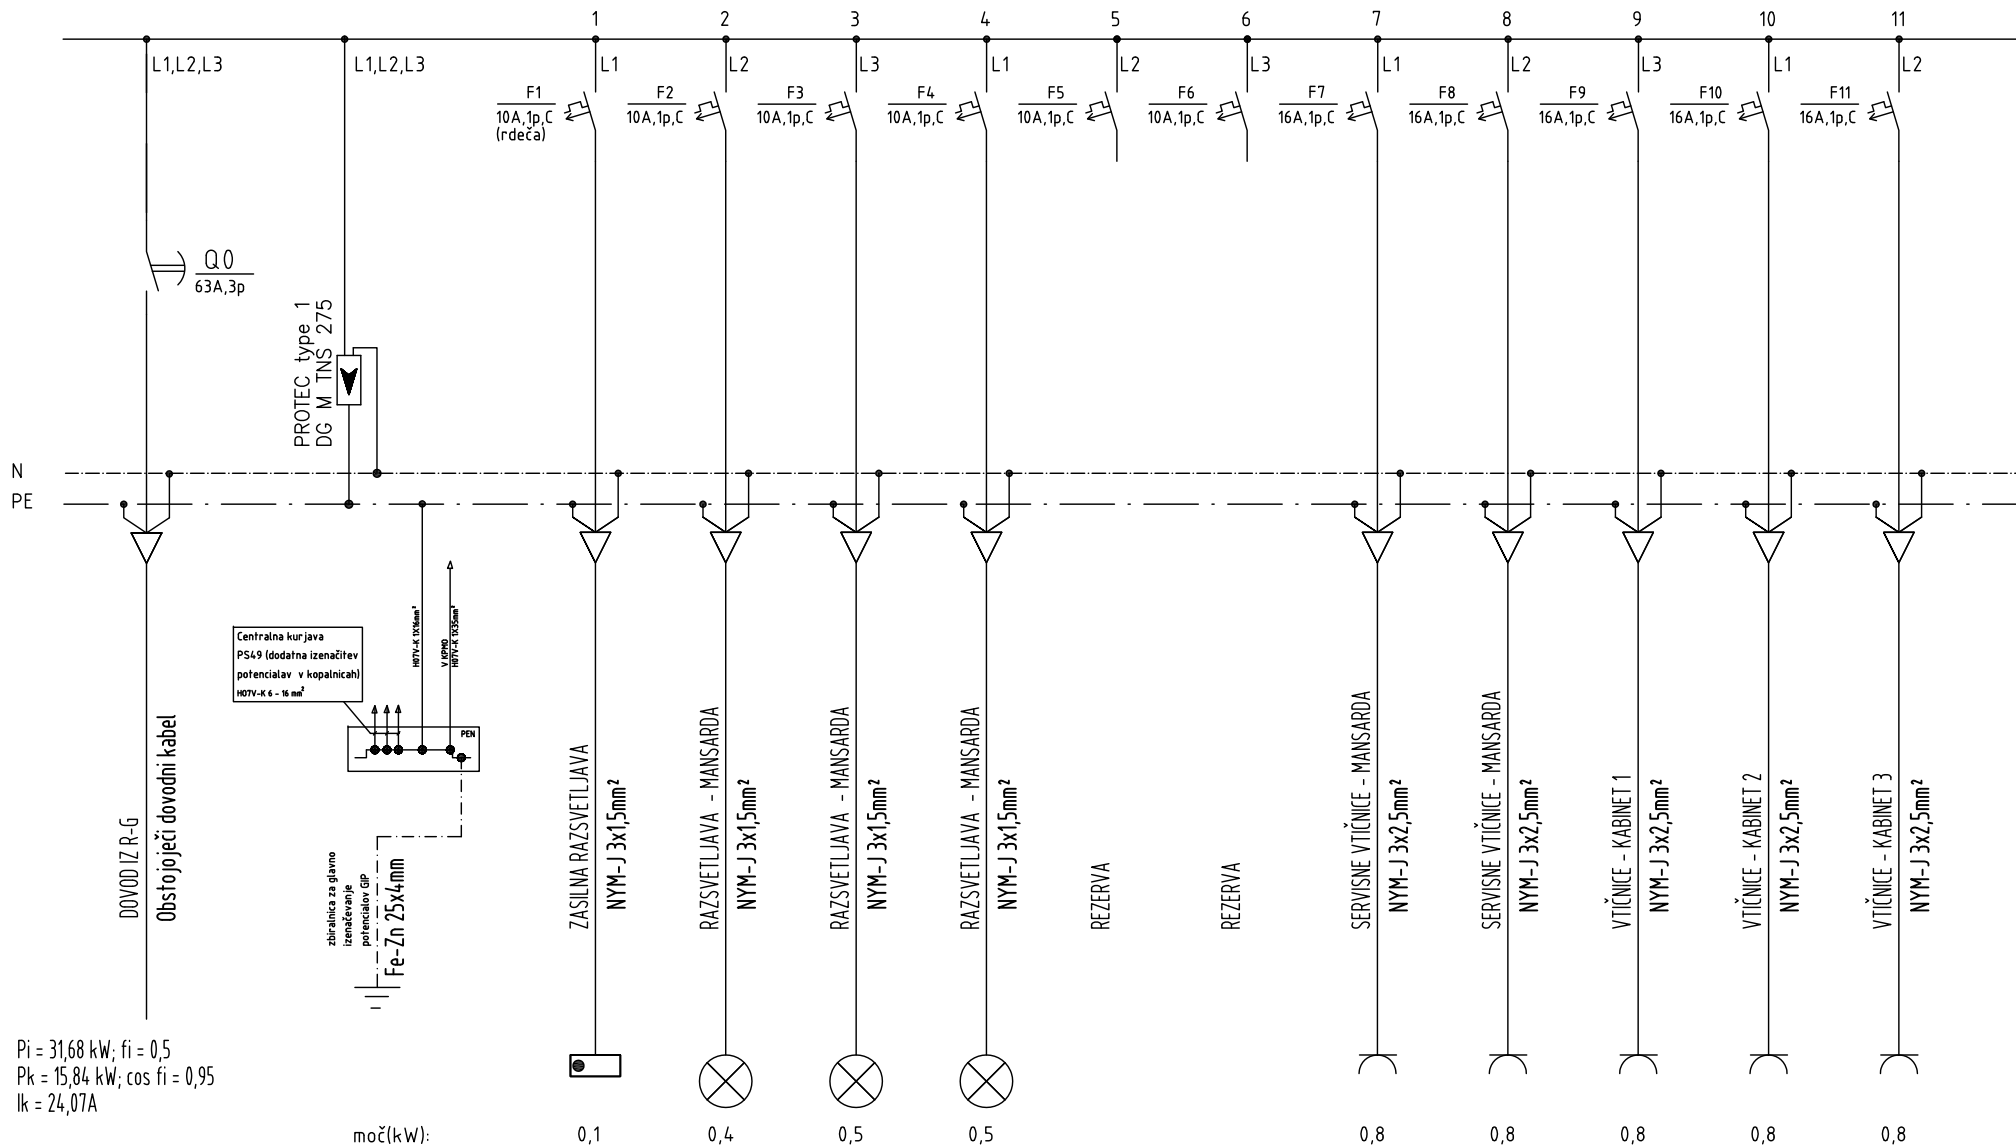 1 2 3 4 5 6 7 8 9 10 11
L1,L2,L3 L1,L2,L3 L1 L2 L3 L1 L2 L3 L1 L2 L3 L1 L2
F1 F2 F3 F4 F5 F6 F7 F8 F9 F10 F11
10A,1p,C 10A,1p,C 10A,1p,C 10A,1p,C 10A,1p,C 10A,1p,C 16A,1p,C 16A,1p,C 16A,1p,C 16A,1p,C 16A,1p,C
(rdeča)
Q0
63A,3p
PROTEC type 1
DG M TNS 275
N
PE
Centralna kurjava
PS49 (dodatna izenačitev
potencialav v kopalnicah)
H07V-K 6 - 16 mm²
H07V-K 1X16mm²
V KPMO
H07V-K 1X35mm²
PEN
DOVOD IZ R-G
Obstojoječi dovodni kabel
zbiralnica za glavno
izenačevanje
potencialov GIP
Fe-Zn 25x4mm
ZASILNA RAZSVETLJAVA
NYM-J 3x1,5mm²
RAZSVETLJAVA - MANSARDA
NYM-J 3x1,5mm²
RAZSVETLJAVA - MANSARDA
NYM-J 3x1,5mm²
RAZSVETLJAVA - MANSARDA
NYM-J 3x1,5mm²
REZERVA
REZERVA
SERVISNE VTIČNICE - MANSARDA
NYM-J 3x2,5mm²
SERVISNE VTIČNICE - MANSARDA
NYM-J 3x2,5mm²
VTIČNICE - KABINET 1
NYM-J 3x2,5mm²
VTIČNICE - KABINET 2
NYM-J 3x2,5mm²
VTIČNICE - KABINET 3
NYM-J 3x2,5mm²
Pi = 31,68 kW; fi = 0,5
Pk = 15,84 kW; cos fi = 0,95
Ik = 24,07A
moč(kW): 0,1 0,4 0,5 0,5 0,8 0,8 0,8 0,8 0,8